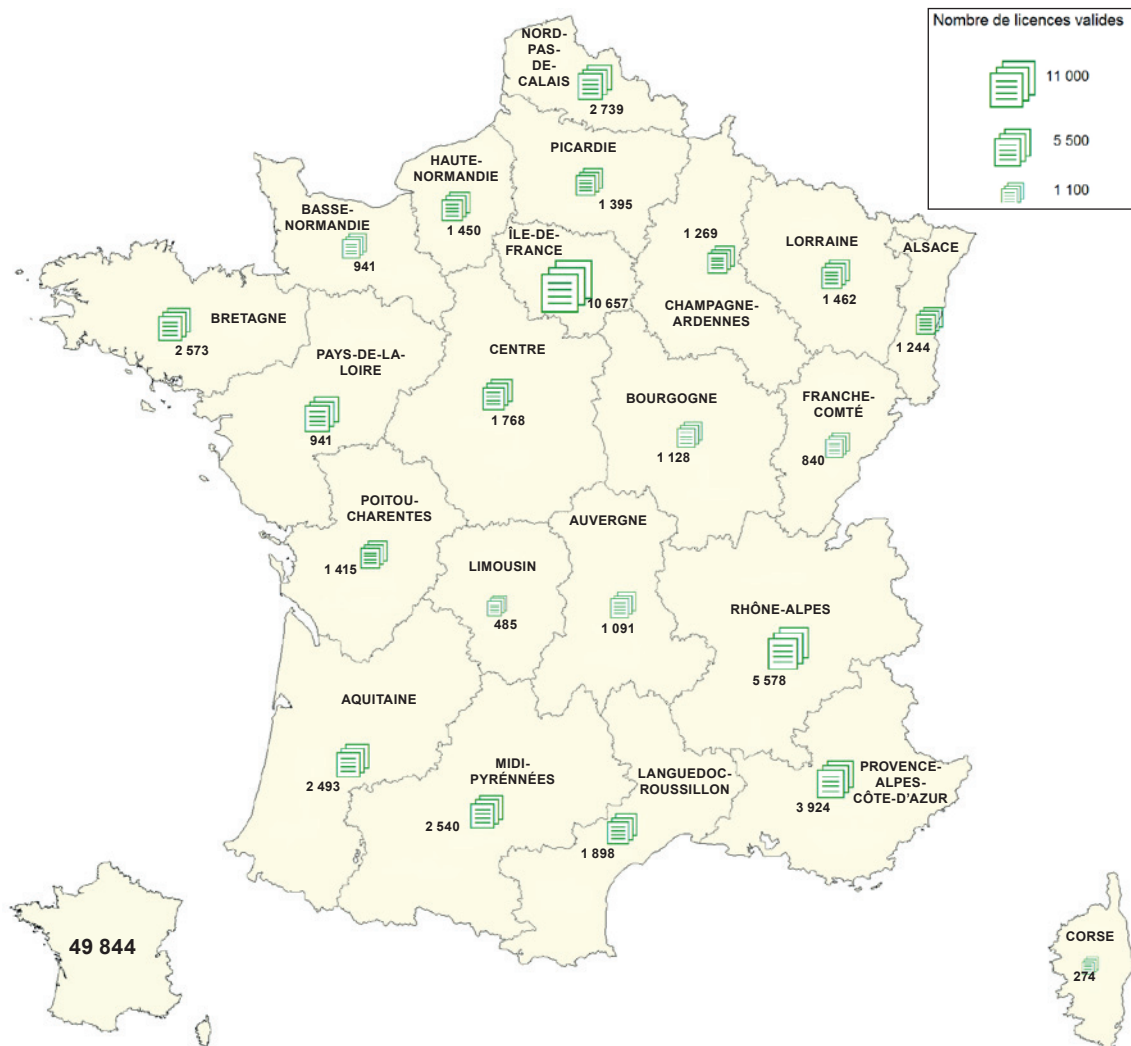 Nombre de licences valides
11 000
5 500
1 100
NORD-
PAS-
DE-
CALAIS
2 739
PICARDIE
1 395
HAUTE-
NORMANDIE
1 450
BASSE-
NORMANDIE
941
ÎLE-DE-
FRANCE
10 657
1 269
CHAMPAGNE-
ARDENNES
LORRAINE
1 462
ALSACE
1 244
BRETAGNE
2 573
PAYS-DE-LA-
LOIRE
941
CENTRE
1 768
BOURGOGNE
1 128
FRANCHE-
COMTÉ
840
POITOU-
CHARENTES
1 415
LIMOUSIN
485
AUVERGNE
1 091
RHÔNE-ALPES
5 578
AQUITAINE
2 493
MIDI-
PYRÉNNÉES
2 540
LANGUEDOC-
ROUSSILLON
1 898
PROVENCE-
ALPES-
CÔTE-D'AZUR
3 924
49 844
CORSE
274